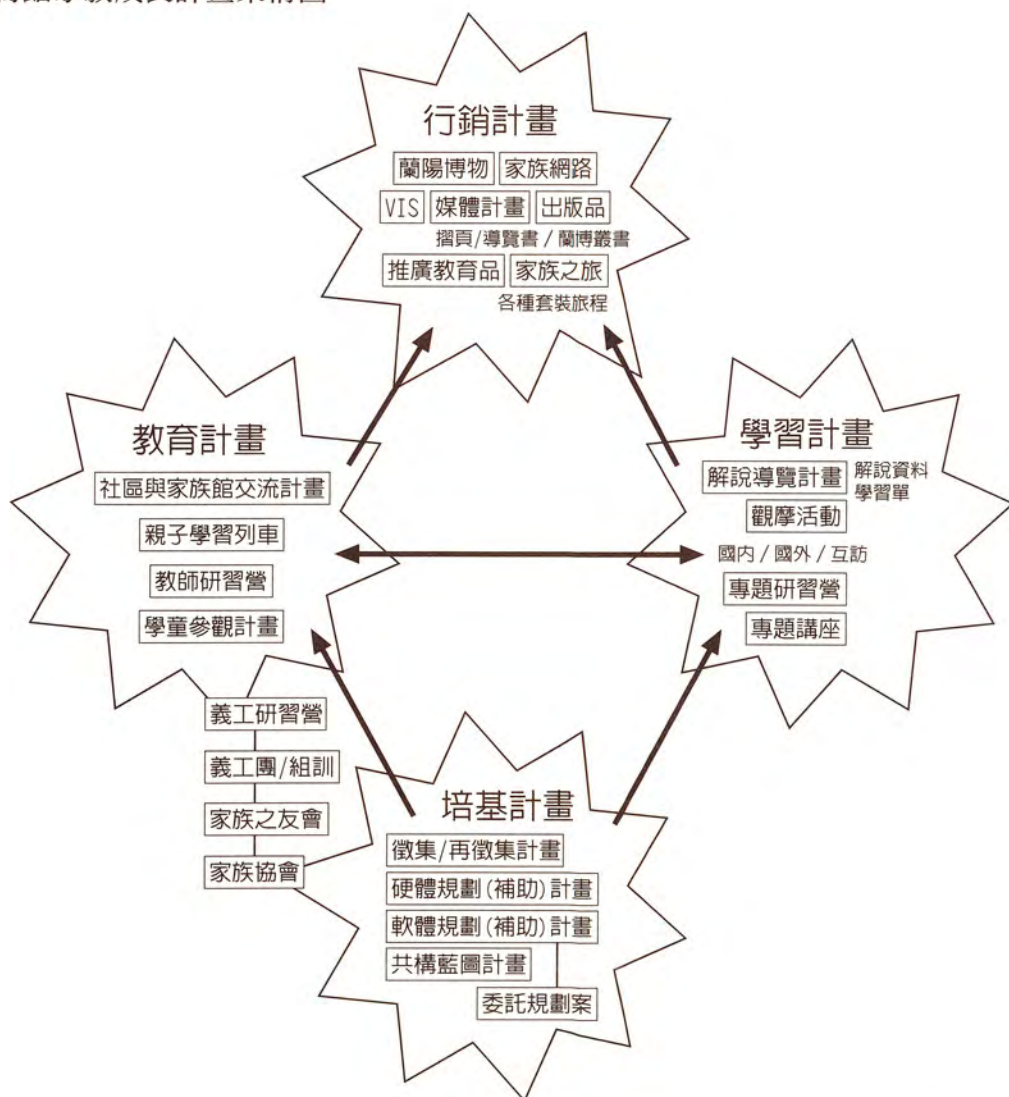 行銷計畫
蘭陽博物 家族網路
VIS 媒體計畫 出版品
摺頁/導覽書 / 蘭博叢書
推廣教育品 家族之旅
各種套裝旅程
教育計畫
社區與家族館交流計畫
親子學習列車
教師研習營
學童參觀計畫
學習計畫
解說導覽計畫 解說資料
學習單
觀摩活動
國内 / 國外 / 互訪
專題研習營
專題講座
義工研習營
義工團/組訓
家族之友會
家族協會
培基計畫
徵集/再徵集計畫
硬體規劃(補助)計畫
軟體規劃(補助)計畫
共構藍圖計畫
委託規劃案